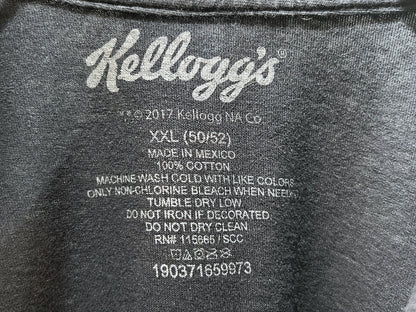 Kellogg's®
™ © 2017 Kellogg NA Co.
XXL (50/52)
MADE IN MEXICO
100% COTTON
MACHINE WASH COLD WITH LIKE COLORS
ONLY NON-CHLORINE BLEACH WHEN NEEDED
TUMBLE DRY LOW
DO NOT IRON IF DECORATED
DO NOT DRY CLEAN
RN# 115865 / SCC
190371659973